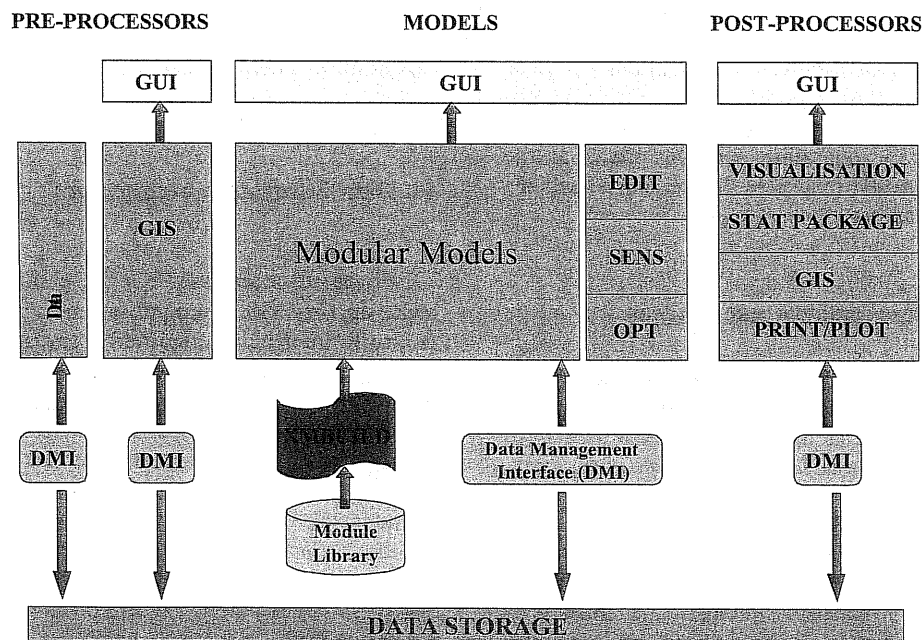 PRE-PROCESSORS
MODELS
POST-PROCESSORS
GUI
GUI
GUI
GIS
Modular Models
EDIT
SENS
OPT
VISUALISATION
STAT PACKAGE
GIS
PRINT/PLOT
DMI
DMI
Data Management
Interface (DMI)
DMI
Module
Library
DATA STORAGE